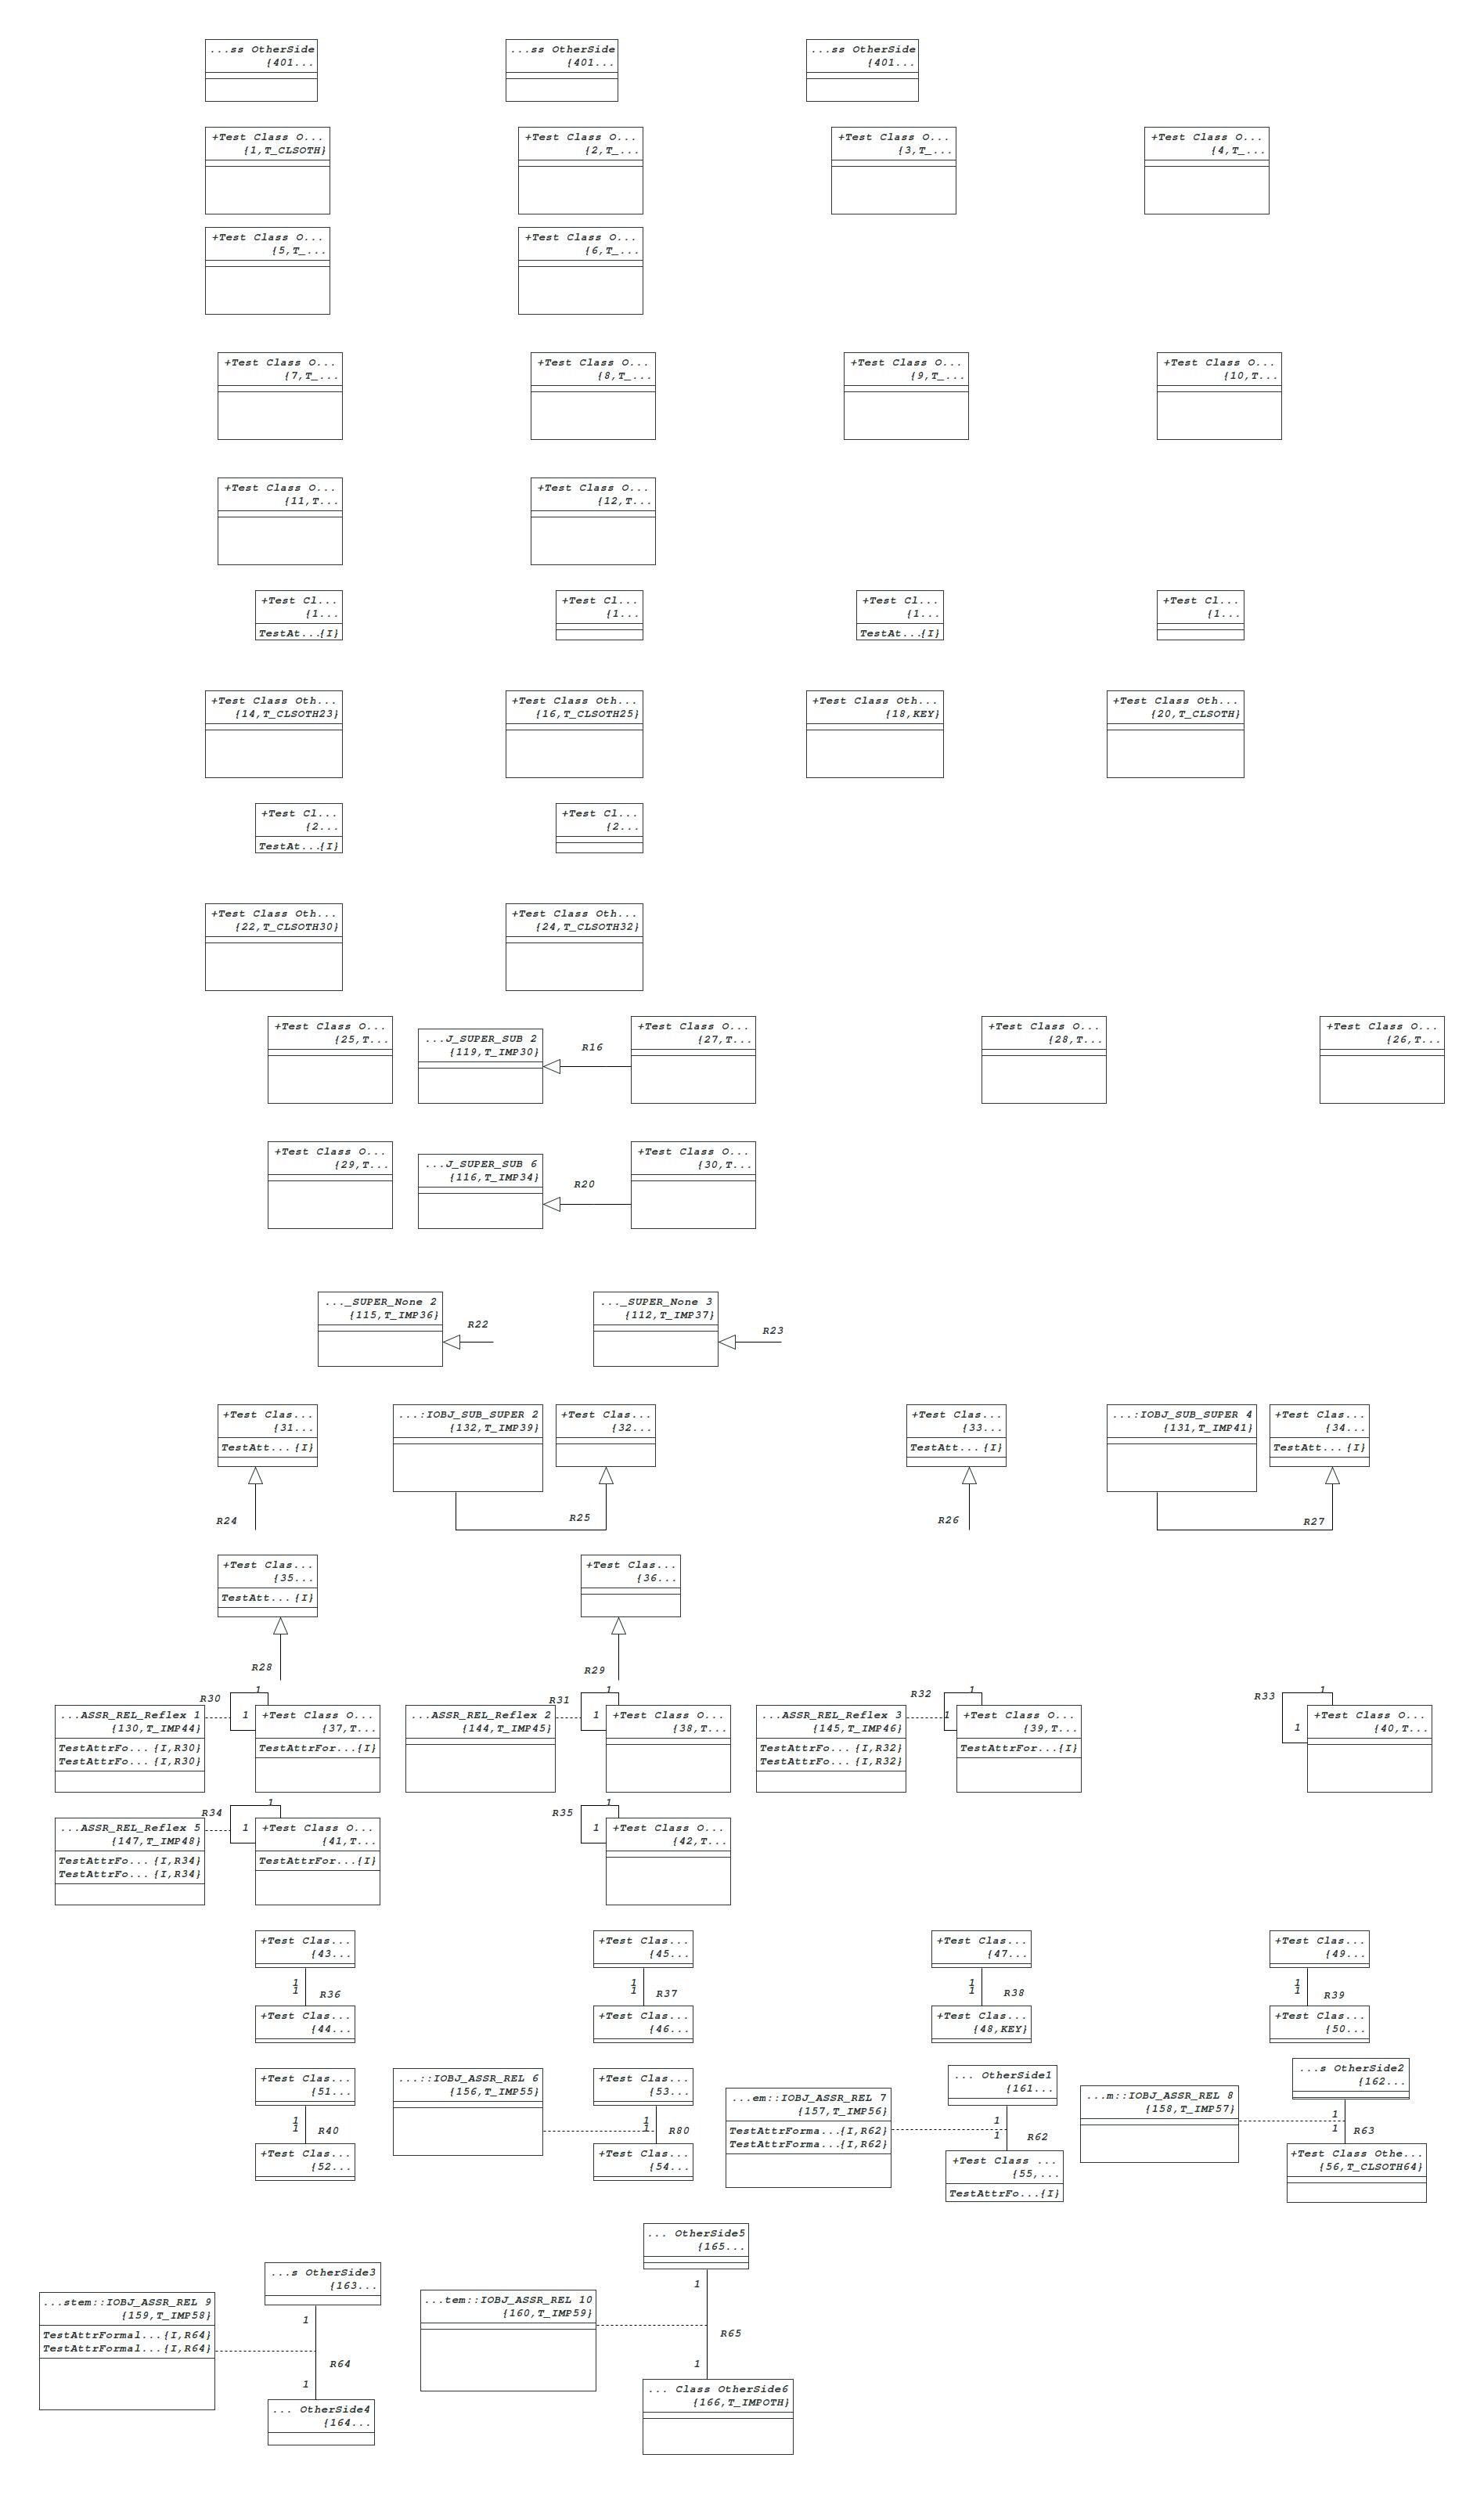 ...ss OtherSide
{401...
...ss OtherSide
{401...
...ss OtherSide
{401...
+Test Class O...
{1,T_CLSOTH}
+Test Class O...
{2,T_...
+Test Class O...
{3,T_...
+Test Class O...
{4,T_...
+Test Class O...
{5,T_...
+Test Class O...
{6,T_...
+Test Class O...
{7,T_...
+Test Class O...
{8,T_...
+Test Class O...
{9,T_...
+Test Class O...
{10,T...
+Test Class O...
{11,T...
+Test Class O...
{12,T...
+Test Cl...
{1...
TestAt...{I}
+Test Cl...
{1...
+Test Cl...
{1...
TestAt...{I}
+Test Cl...
{1...
+Test Class Oth...
{14,T_CLSOTH23}
+Test Class Oth...
{16,T_CLSOTH25}
+Test Class Oth...
{18,KEY}
+Test Class Oth...
{20,T_CLSOTH}
+Test Cl...
{2...
TestAt...{I}
+Test Cl...
{2...
+Test Class Oth...
{22,T_CLSOTH30}
+Test Class Oth...
{24,T_CLSOTH32}
+Test Class O...
{25,T...
...J_SUPER_SUB 2
{119,T_IMP30}
R16
+Test Class O...
{27,T...
+Test Class O...
{28,T...
+Test Class O...
{26,T...
+Test Class O...
{29,T...
...J_SUPER_SUB 6
{116,T_IMP34}
R20
+Test Class O...
{30,T...
..._SUPER_None 2
{115,T_IMP36}
R22
..._SUPER_None 3
{112,T_IMP37}
R23
+Test Clas...
{31...
TestAtt... {I}
R24
...:IOBJ_SUB_SUPER 2
{132,T_IMP39}
+Test Clas...
{32...
R25
+Test Clas...
{33...
TestAtt... {I}
R26
...:IOBJ_SUB_SUPER 4
{131,T_IMP41}
+Test Clas...
{34...
TestAtt... {I}
R27
+Test Clas...
{35...
TestAtt... {I}
R28
+Test Clas...
{36...
R29
...ASSR_REL_Reflex 1
{130,T_IMP44}
TestAttrFo... {I,R30}
TestAttrFo... {I,R30}
R30
1
1
+Test Class O...
{37,T...
TestAttrFor...{I}
...ASSR_REL_Reflex 2
{144,T_IMP45}
R31
1
1
+Test Class O...
{38,T...
...ASSR_REL_Reflex 3
{145,T_IMP46}
TestAttrFo... {I,R32}
TestAttrFo... {I,R32}
R32
1
1
+Test Class O...
{39,T...
TestAttrFor...{I}
R33
1
1
+Test Class O...
{40,T...
...ASSR_REL_Reflex 5
{147,T_IMP48}
TestAttrFo... {I,R34}
TestAttrFo... {I,R34}
R34
1
1
+Test Class O...
{41,T...
TestAttrFor...{I}
R35
1
1
+Test Class O...
{42,T...
+Test Clas...
{43...
1
1
R36
+Test Clas...
{44...
+Test Clas...
{45...
1
1
R37
+Test Clas...
{46...
+Test Clas...
{47...
1
1
R38
+Test Clas...
{48,KEY}
+Test Clas...
{49...
1
1
R39
+Test Clas...
{50...
+Test Clas...
{51...
1
1
R40
+Test Clas...
{52...
...::IOBJ_ASSR_REL 6
{156,T_IMP55}
+Test Clas...
{53...
1
1
R80
+Test Clas...
{54...
...em::IOBJ_ASSR_REL 7
{157,T_IMP56}
TestAttrForma...{I,R62}
TestAttrForma...{I,R62}
... OtherSide1
{161...
1
1
R62
+Test Class ...
{55,...
TestAttrFo...{I}
...m::IOBJ_ASSR_REL 8
{158,T_IMP57}
...s OtherSide2
{162...
1
1
R63
+Test Class Othe...
{56,T_CLSOTH64}
...stem::IOBJ_ASSR_REL 9
{159,T_IMP58}
TestAttrFormal...{I,R64}
TestAttrFormal...{I,R64}
...s OtherSide3
{163...
1
R64
1
... OtherSide4
{164...
...tem::IOBJ_ASSR_REL 10
{160,T_IMP59}
... OtherSide5
{165...
1
R65
1
... Class OtherSide6
{166,T_IMPOTH}